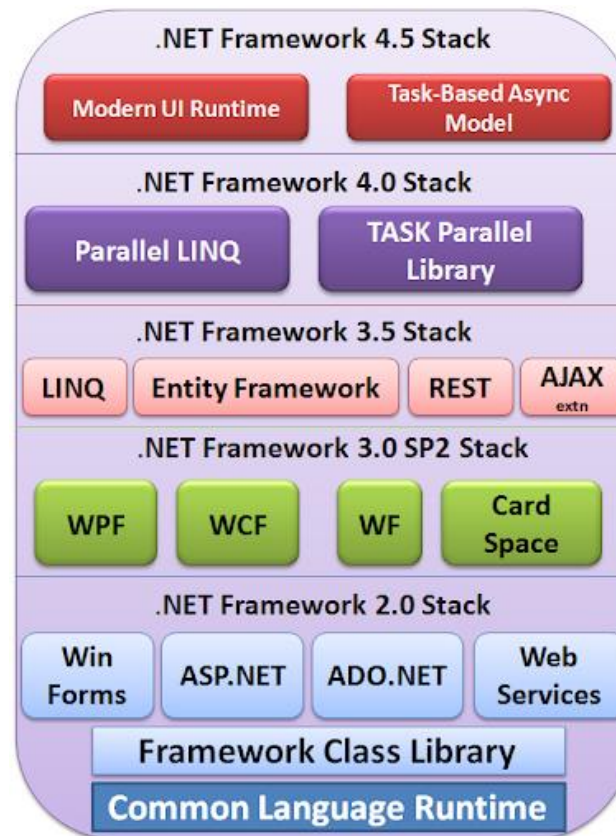 .NET Framework 4.5 Stack
Modern UI Runtime
Task-Based Async
Model
.NET Framework 4.0 Stack
Parallel LINQ
TASK Parallel
Library
.NET Framework 3.5 Stack
LINQ
Entity Framework
REST
AJAX
extn
.NET Framework 3.0 SP2 Stack
WPF
WCF
WF
Card
Space
.NET Framework 2.0 Stack
Win
Forms
ASP.NET
ADO.NET
Web
Services
Framework Class Library
Common Language Runtime